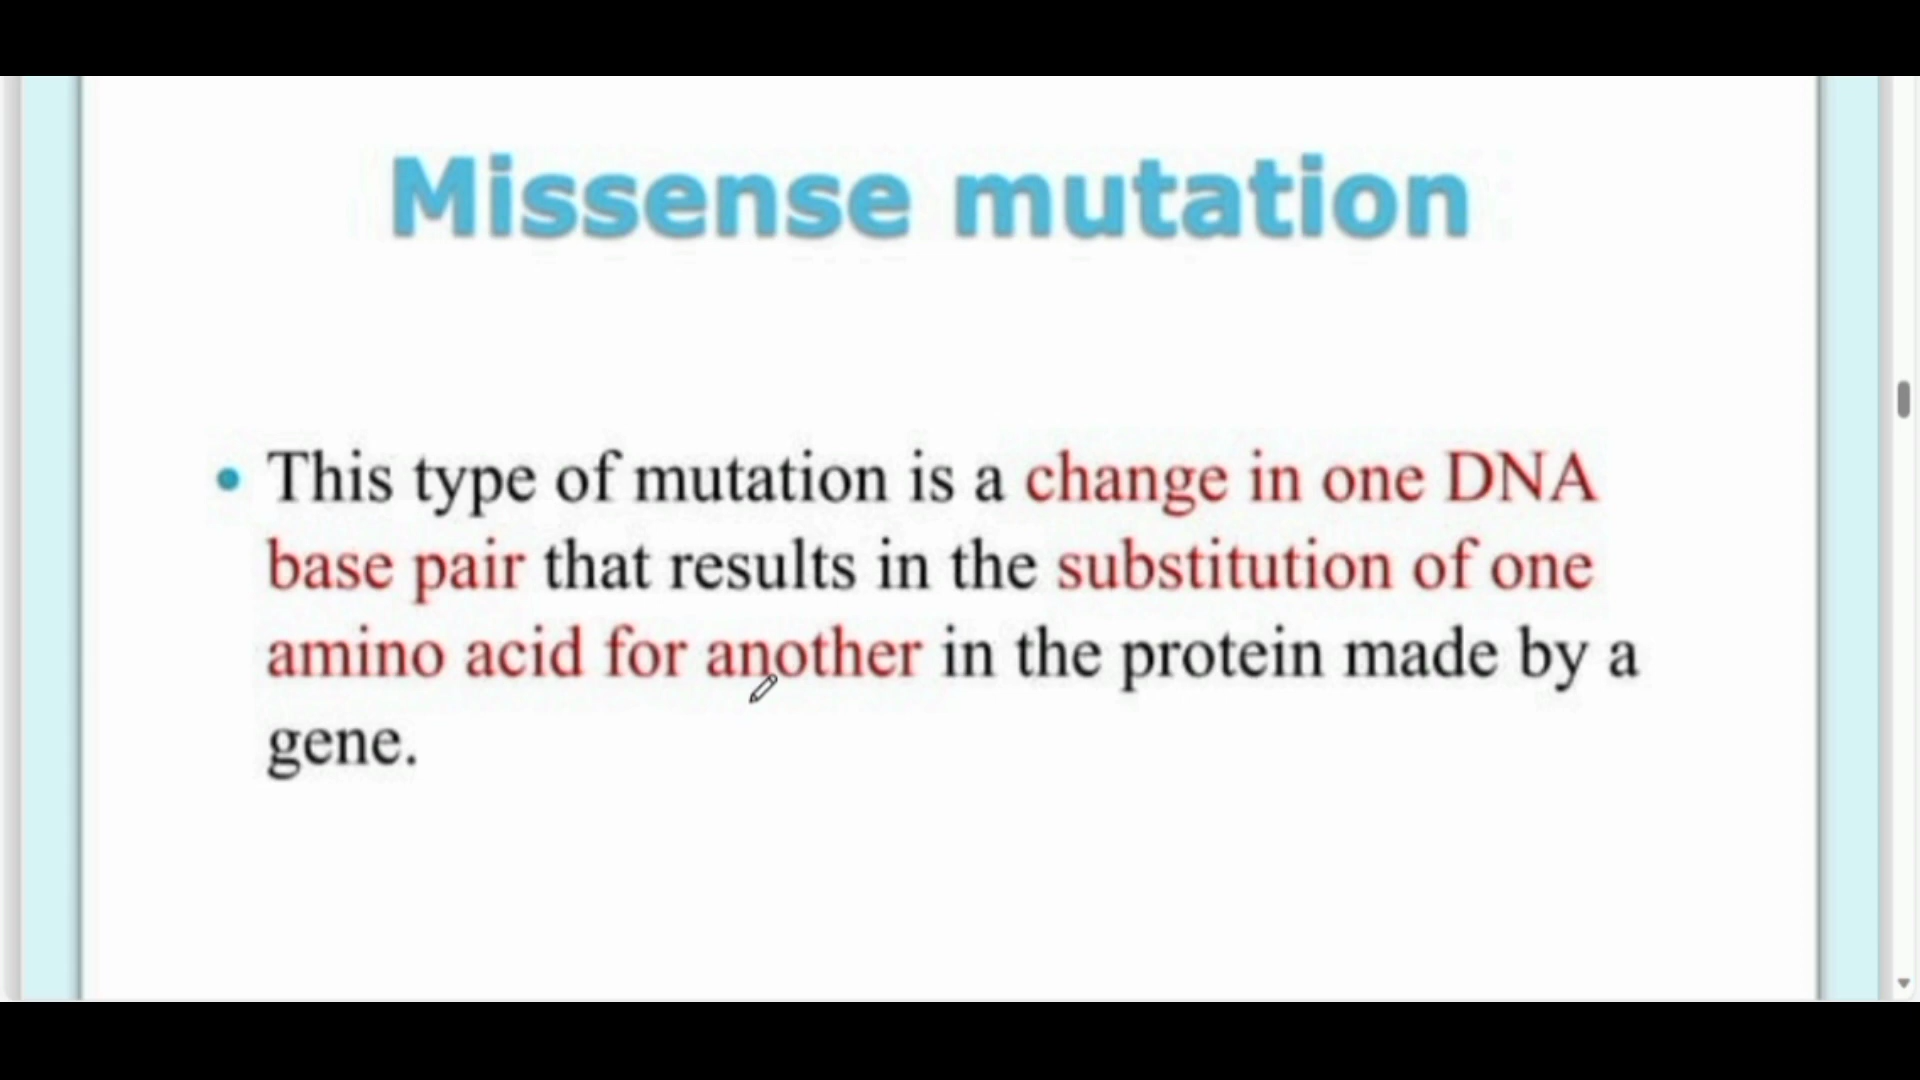 Missense mutation
• This type of mutation is a change in one DNA
base pair that results in the substitution of one
amino acid for another in the protein made by a
gene.